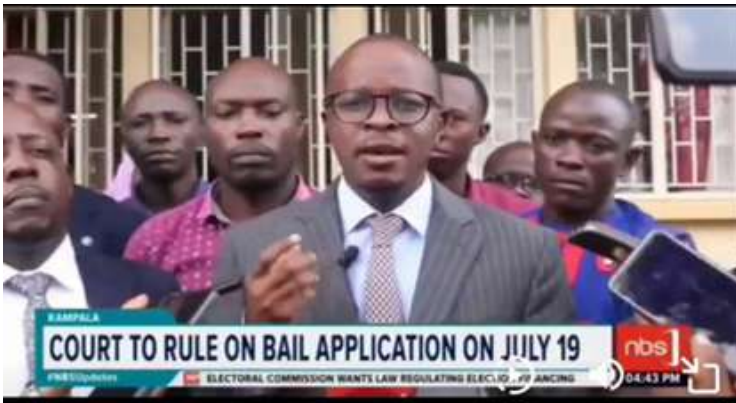 KAMPALA
COURT TO RULE ON BAIL APPLICATION ON JULY 19
nbs
#NBSUpdates
ELECTORAL COMMISSION WANTS LAW REGULATING ELECTION FINANCING
04:43 PM